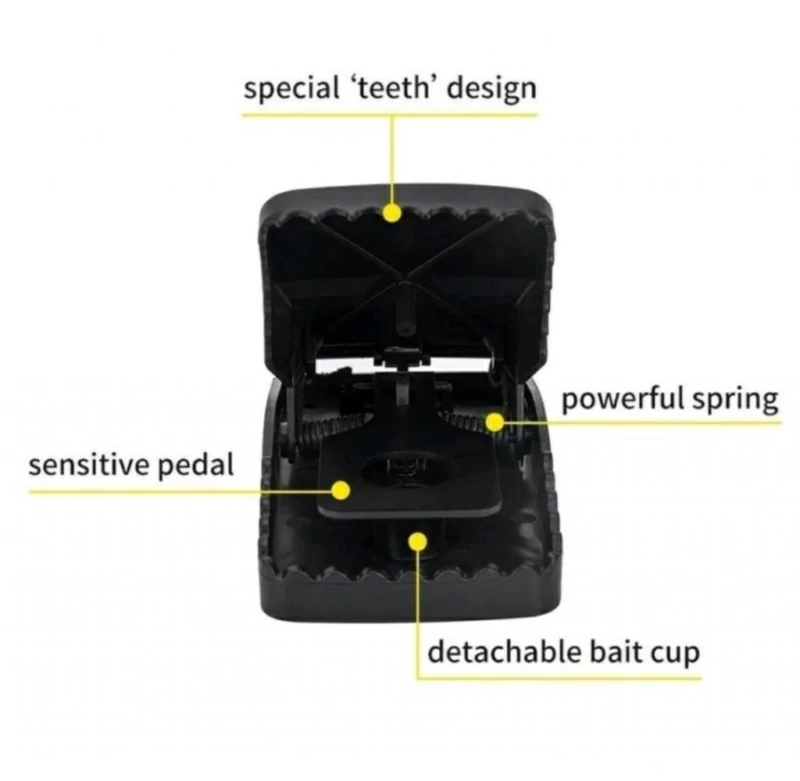 special ‘teeth’ design
powerful spring
sensitive pedal
detachable bait cup